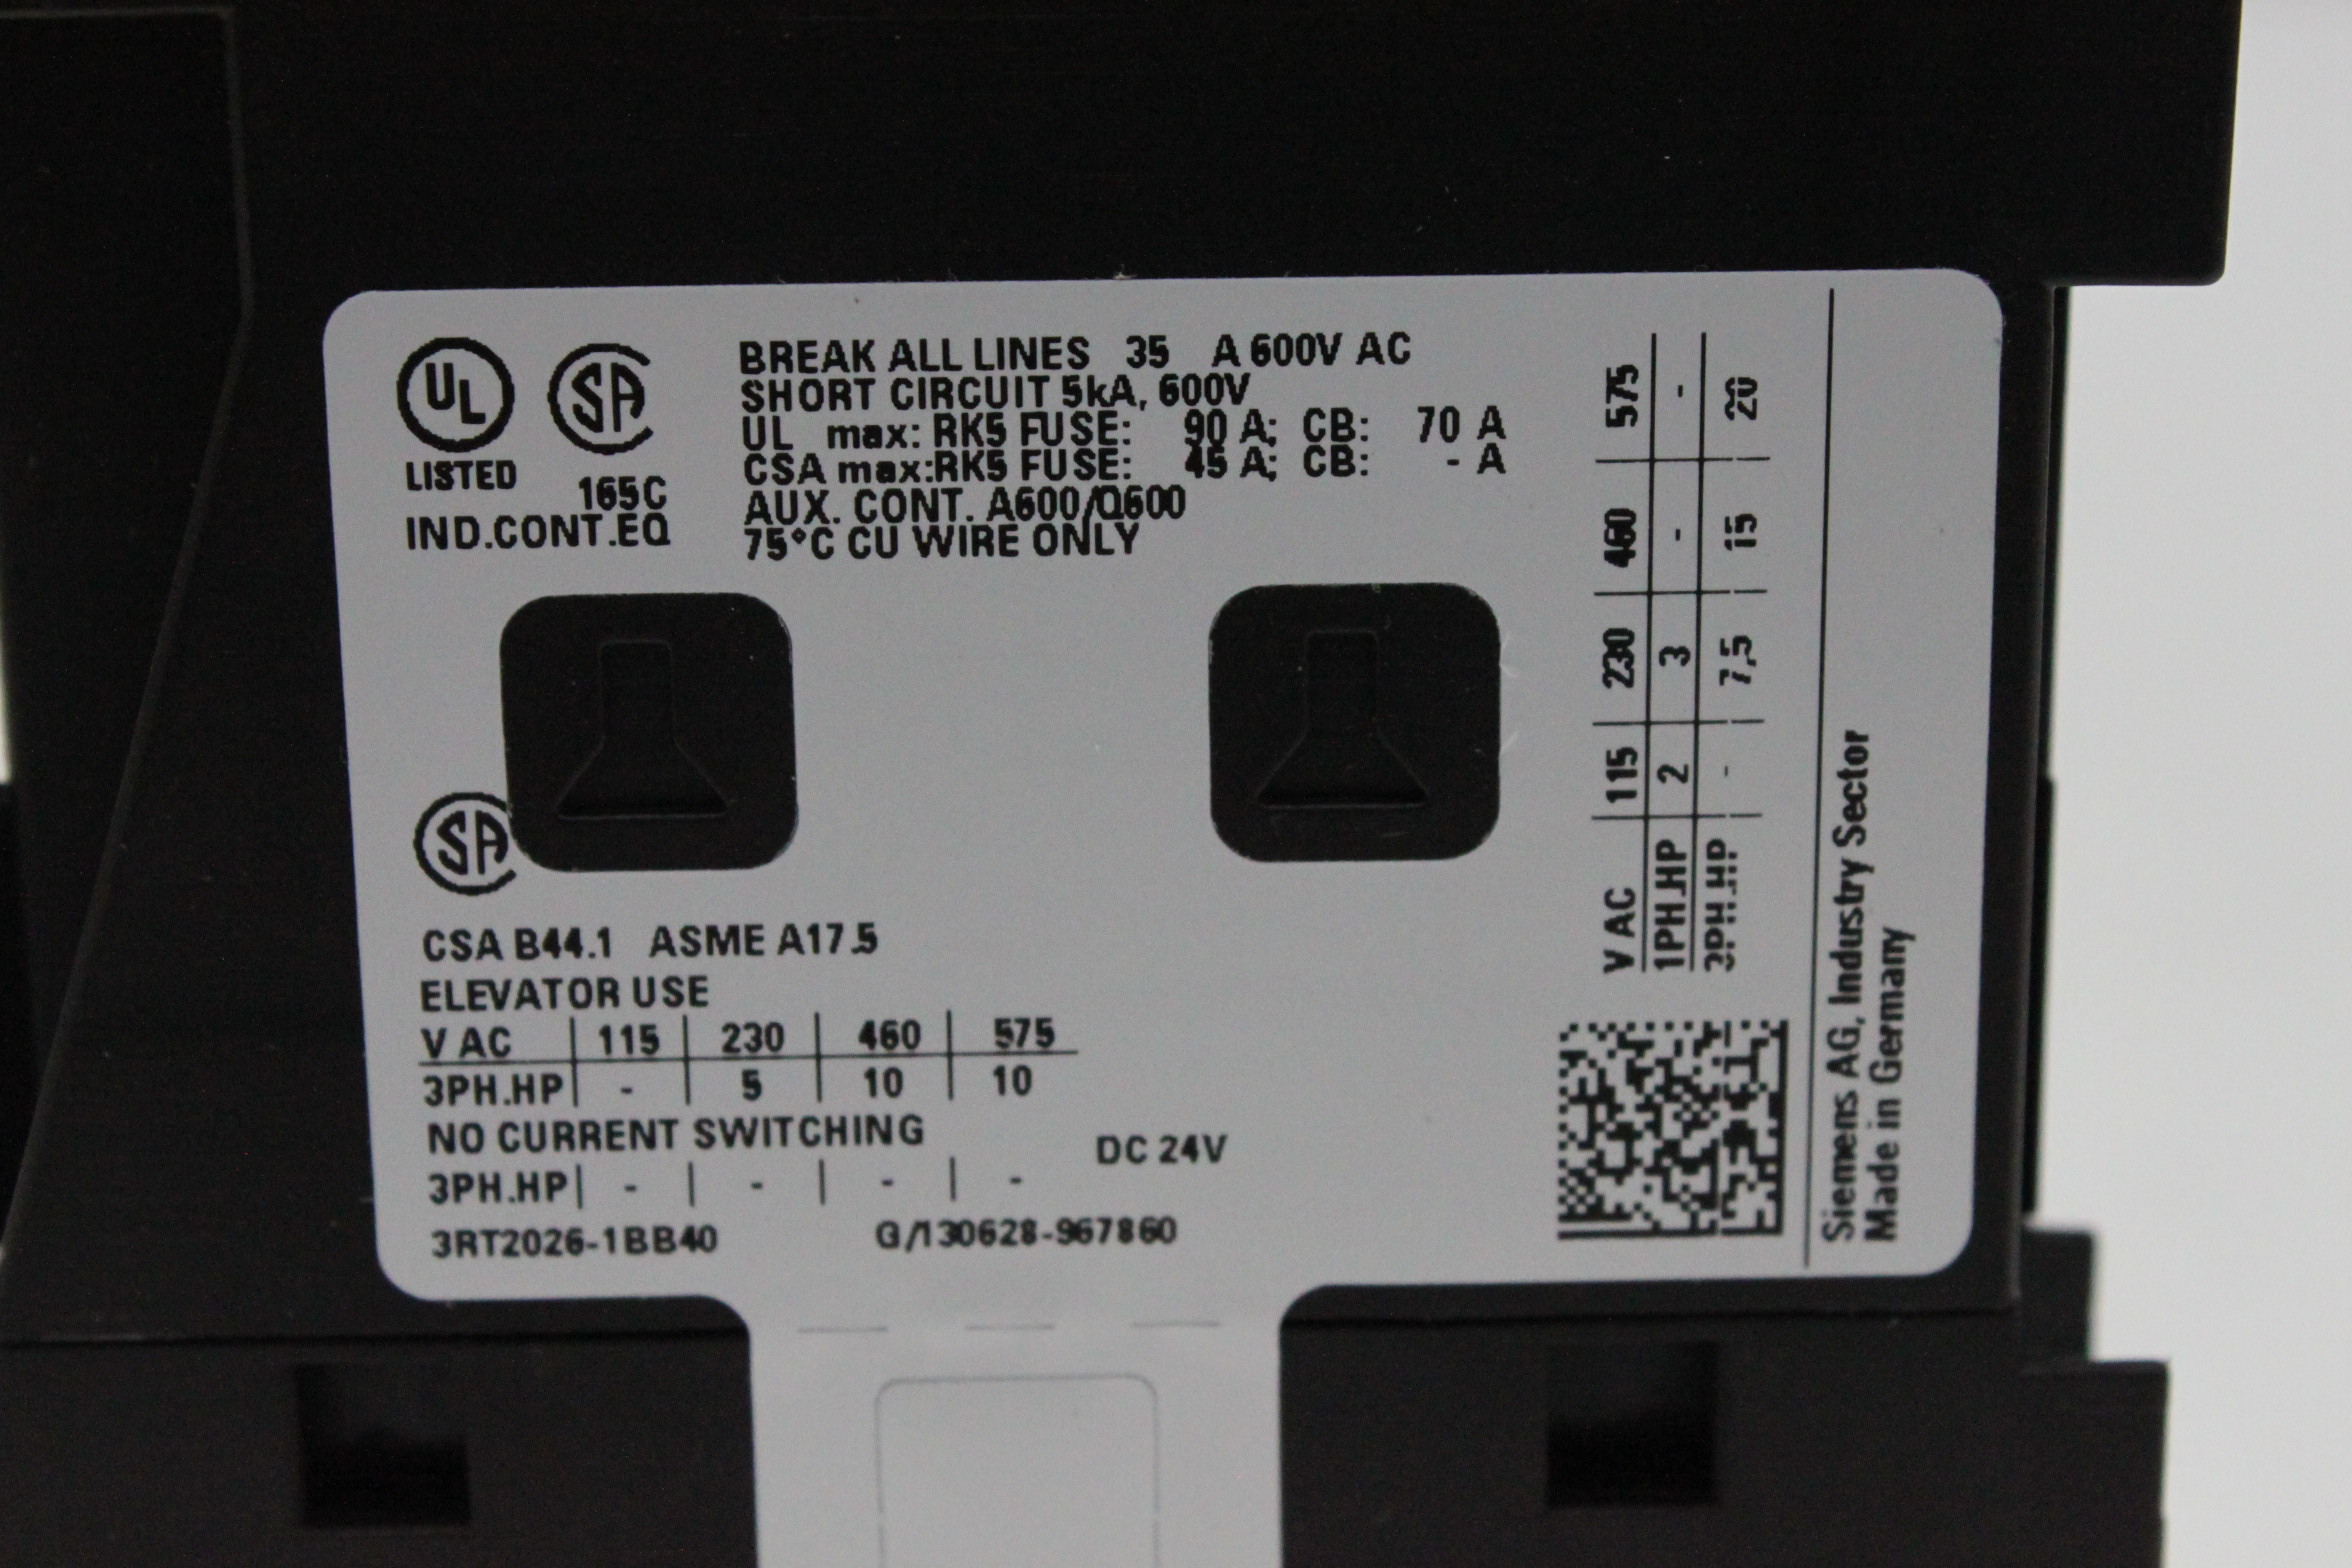 UL
LISTED
SA
165C
IND.CONT.EQ
BREAK ALL LINES 35 A 600V AC
SHORT CIRCUIT 5kA, 600V
UL max: RK5 FUSE: 90 A; CB: 70 A
CSA max:RK5 FUSE: 45 A; CB: - A
AUX. CONT. A600/Q600
75°C CU WIRE ONLY
SA
CSA B44.1 ASME A17.5
ELEVATOR USE
V AC | 115 | 230 | 460 | 575
3PH.HP | - | 5 | 10 | 10
NO CURRENT SWITCHING
3PH.HP | - | - | - | -
DC 24V
3RT2026-1BB40 G/130628-967860
V AC | 115 | 230 | 460 | 575
1PH.HP | 2 | 3 | - | -
3PH.HP | - | 7,5 | 15 | 20
Siemens AG, Industry Sector
Made in Germany